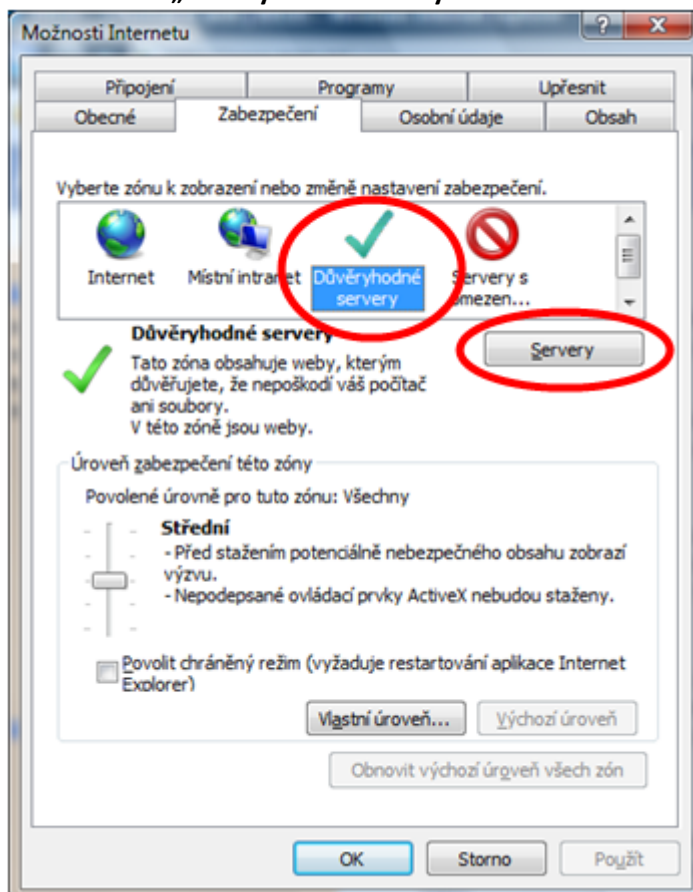 Možnosti Internetu
Připojení Programy Upřesnit
Obecné Zabezpečení Osobní údaje Obsah
Vyberte zónu k zobrazení nebo změně nastavení zabezpečení.
Internet Místní intranet Důvěryhodné servery Servery s omezen...
Důvěryhodné servery
Servery
Tato zóna obsahuje weby, kterým
důvěřujete, že nepoškodí váš počítač
ani soubory.
V této zóně jsou weby.
Úroveň zabezpečení této zóny
Povolené úrovně pro tuto zónu: Všechny
Střední
- Před stažením potenciálně nebezpečného obsahu zobrazí
výzvu.
- Nepodepsané ovládací prvky ActiveX nebudou staženy.
Povolit chráněný režim (vyžaduje restartování aplikace Internet
Explorer)
Vlastní úroveň... Výchozí úroveň
Obnovit výchozí úroveň všech zón
OK Storno Použít